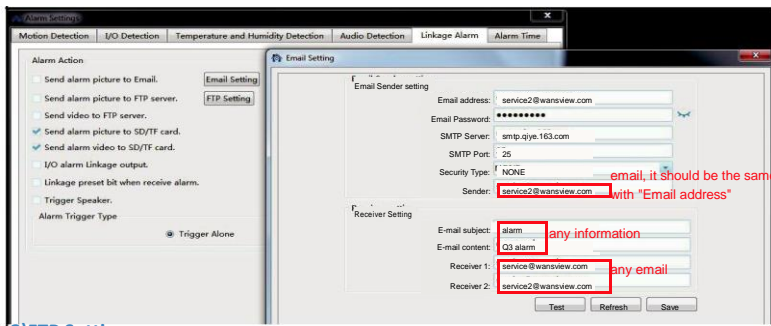 Alarm Settings
Motion Detection I/O Detection Temperature and Humidity Detection Audio Detection Linkage Alarm Alarm Time
Alarm Action
Send alarm picture to Email. Email Setting
Send alarm picture to FTP server. FTP Setting
Send video to FTP server.
Send alarm picture to SD/TF card.
Send alarm video to SD/TF card.
I/O alarm Linkage output.
Linkage preset bit when receive alarm.
Trigger Speaker.
Alarm Trigger Type
Trigger Alone
Email Setting
Email Sender setting
Email address: service2@wansview.com
Email Password: •••••••••
SMTP Server: smtp.qiye.163.com
SMTP Port: 25
Security Type: NONE
Sender: service2@wansview.com
email, it should be the same
with "Email address"
Receiver Setting
E-mail subject: alarm
E-mail content: Q3 alarm
any information
Receiver 1: service@wansview.com
Receiver 2: service2@wansview.com
any email
Test Refresh Save